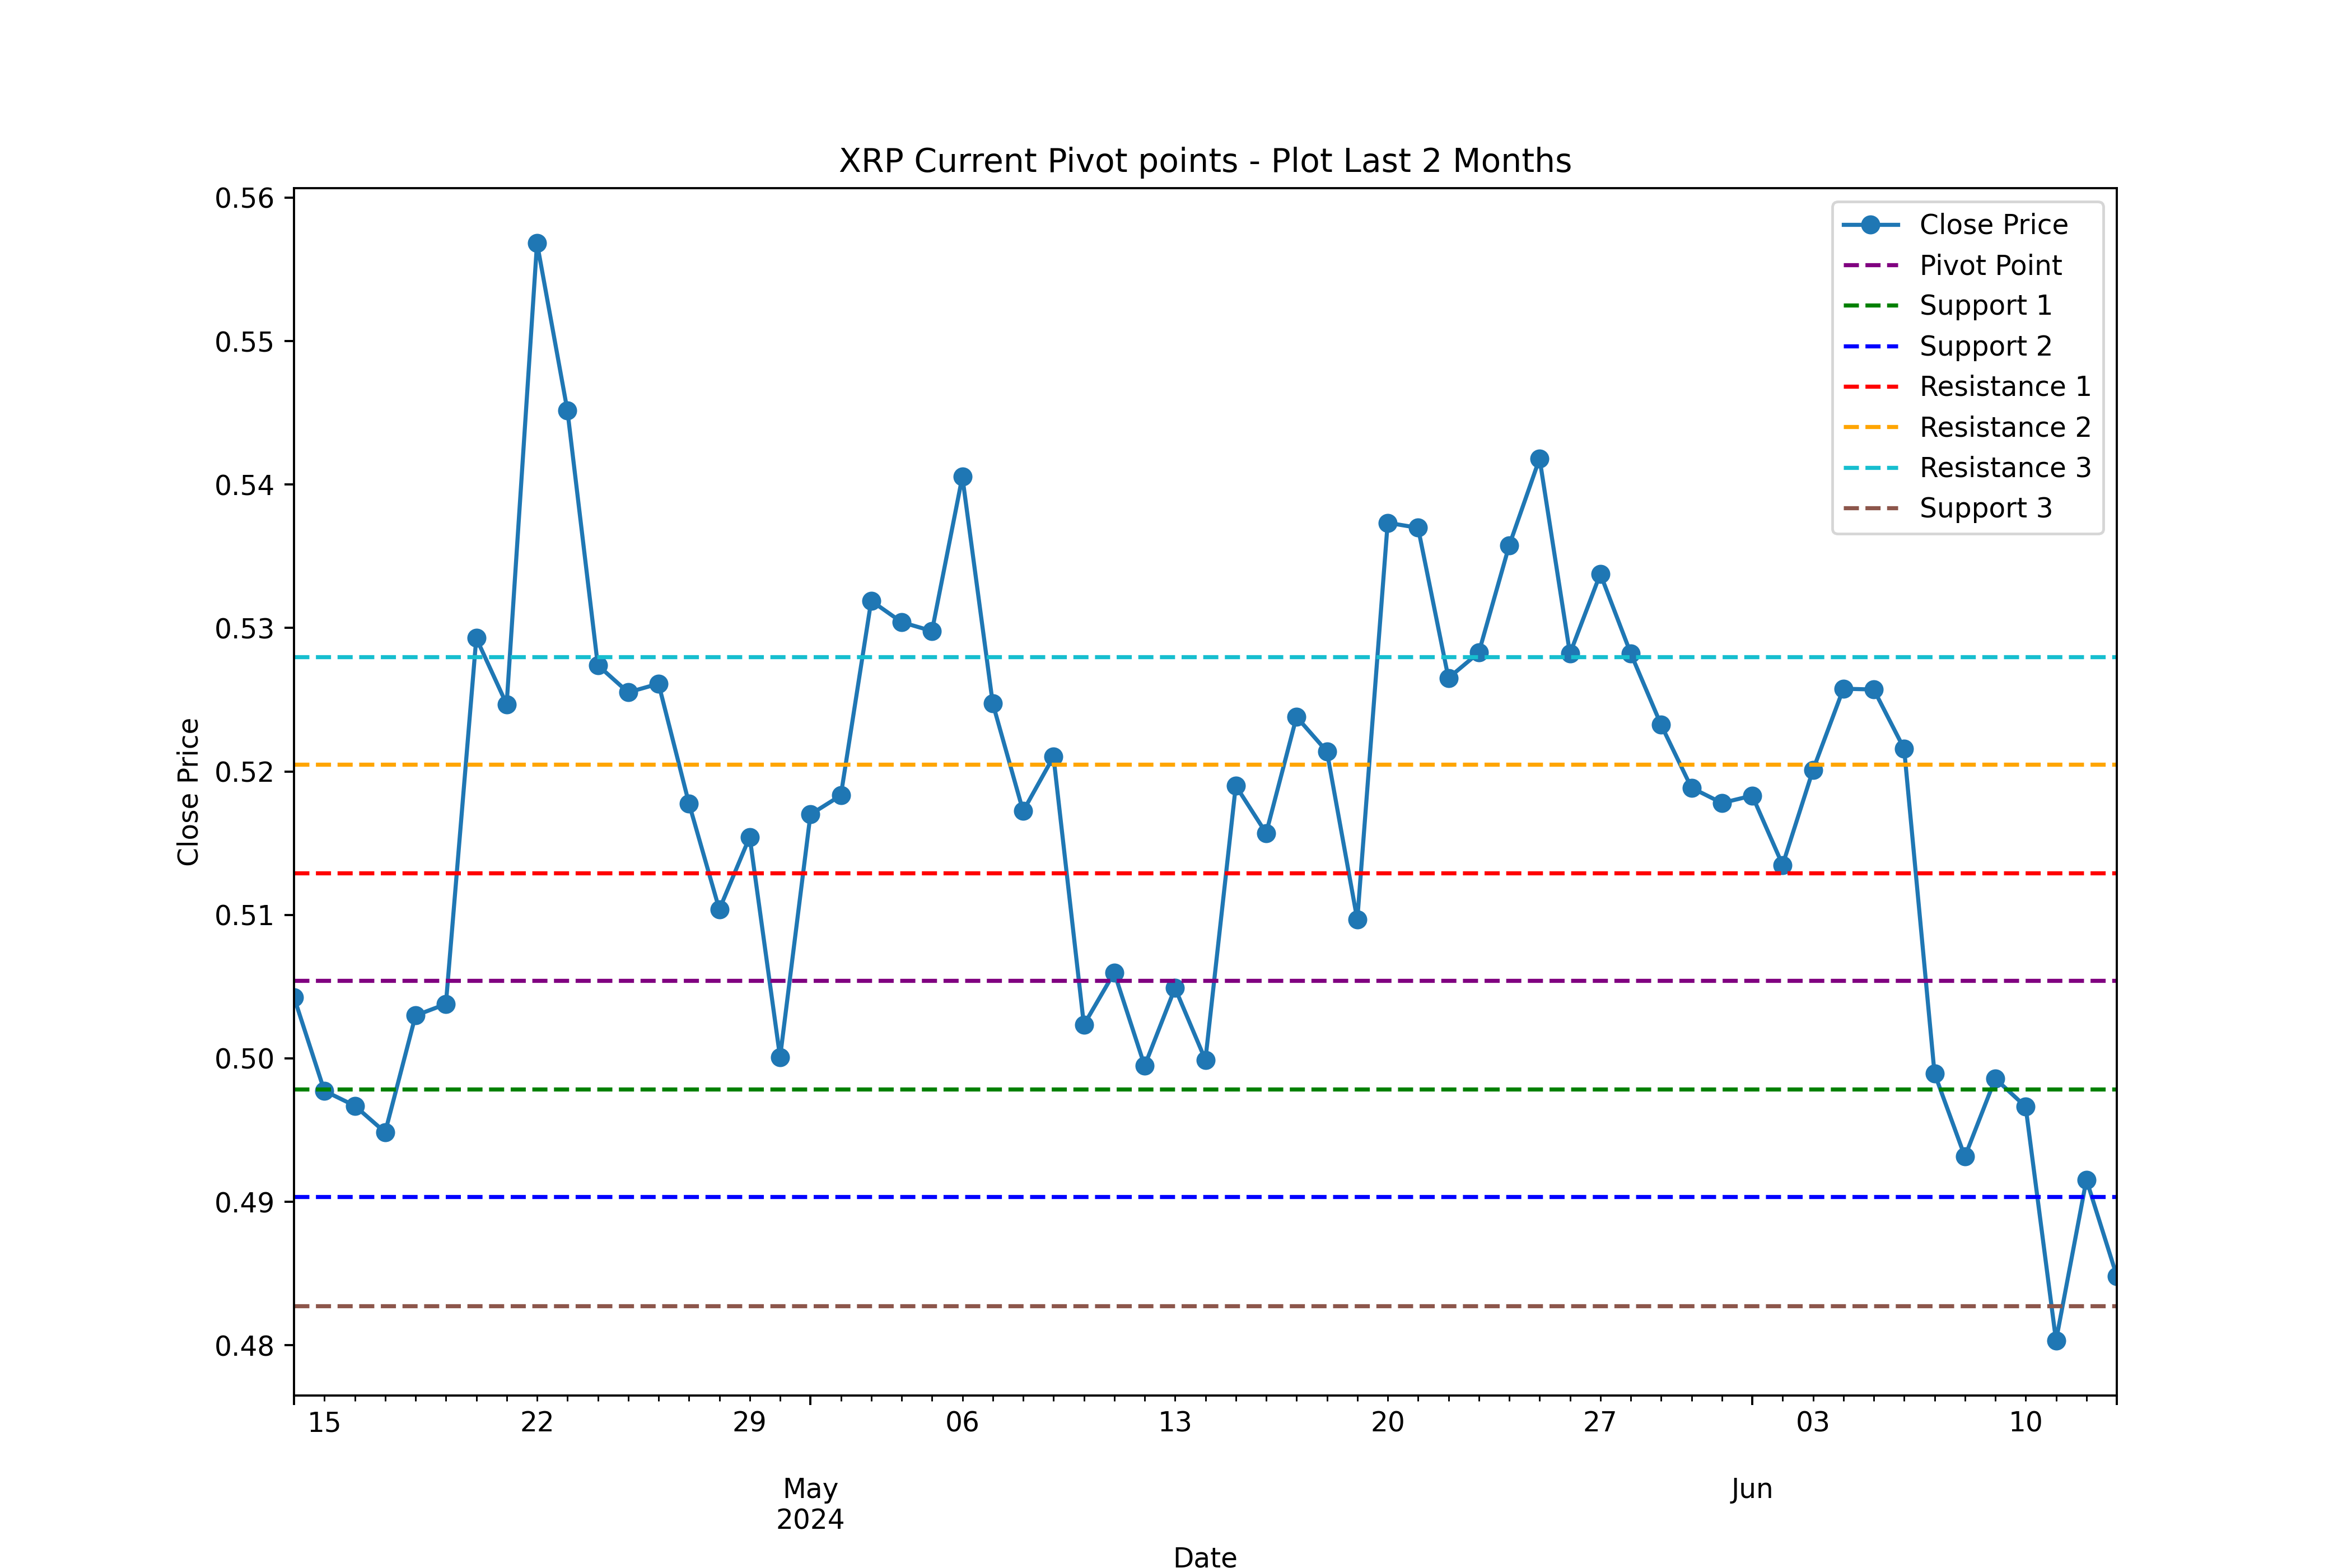 XRP Current Pivot points - Plot Last 2 Months
Close Price
Pivot Point
Support 1
Support 2
Resistance 1
Resistance 2
Resistance 3
Support 3
0.56
0.55
0.54
0.53
0.52
0.51
0.50
0.49
0.48
Close Price
15 22 29 06 13 20 27 03 10
May Jun
2024
Date